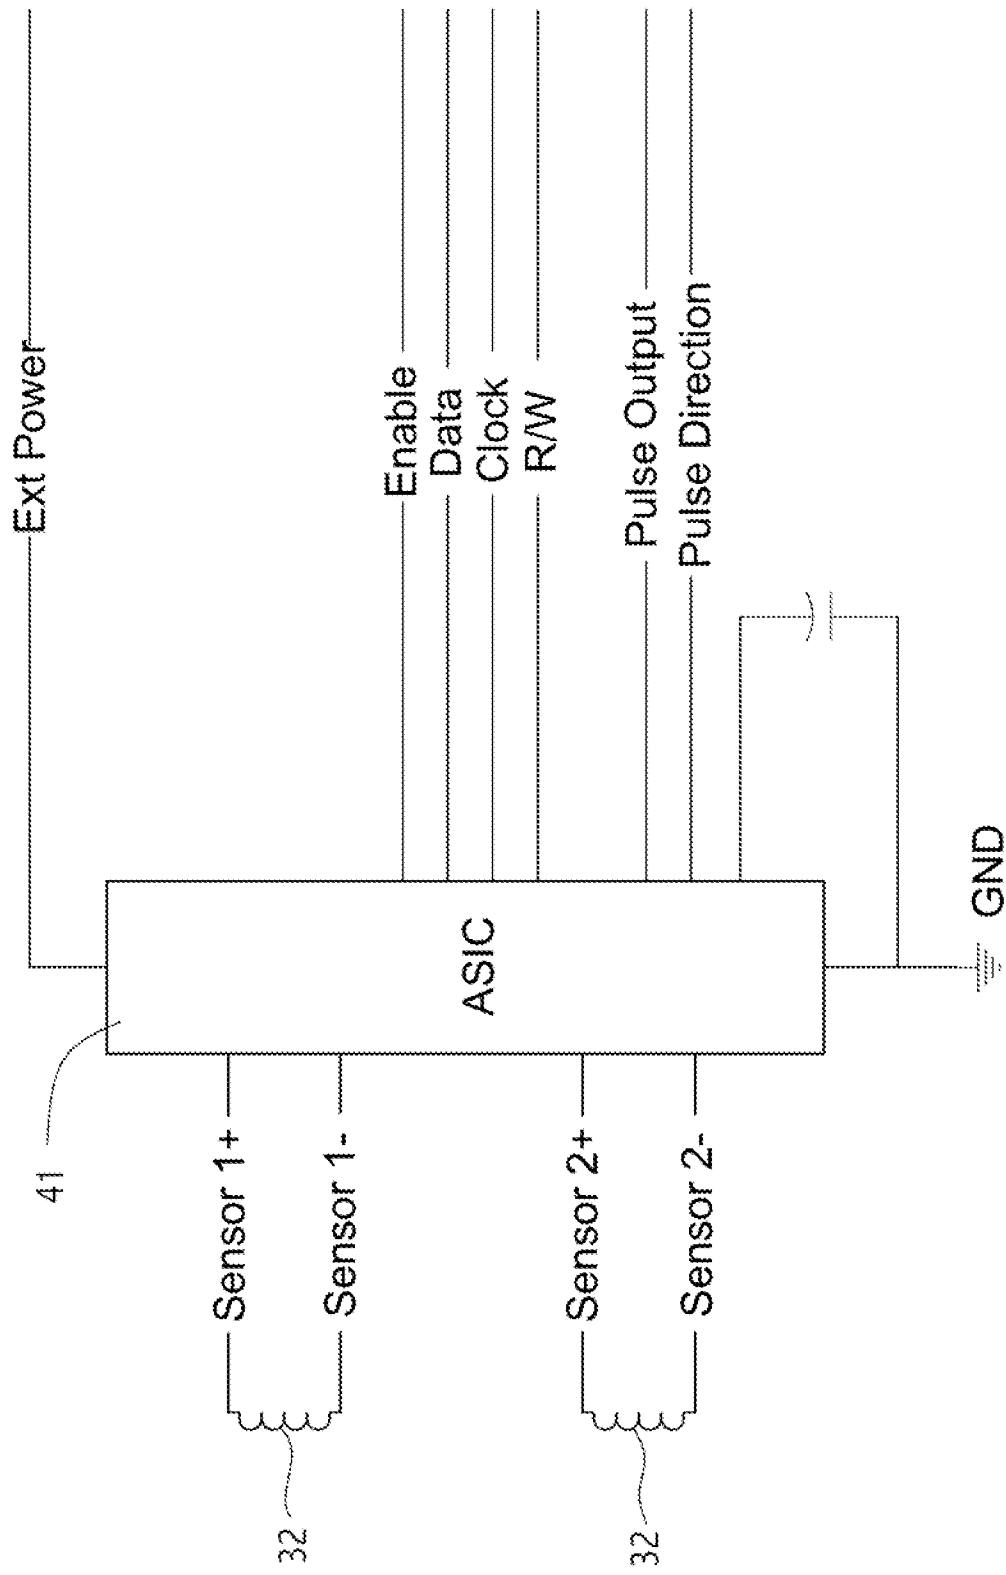 Ext Power
Enable
Data
Clock
R/W
Pulse Output
Pulse Direction
41
ASIC
GND
Sensor 1+
Sensor 1-
Sensor 2+
Sensor 2-
32
32